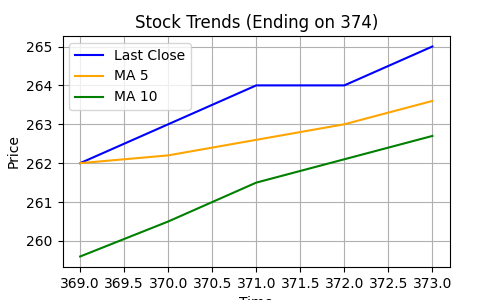 Stock Trends (Ending on 374)
Last Close
MA 5
MA 10
Price
265
264
263
262
261
260
369.0 369.5 370.0 370.5 371.0 371.5 372.0 372.5 373.0
Time